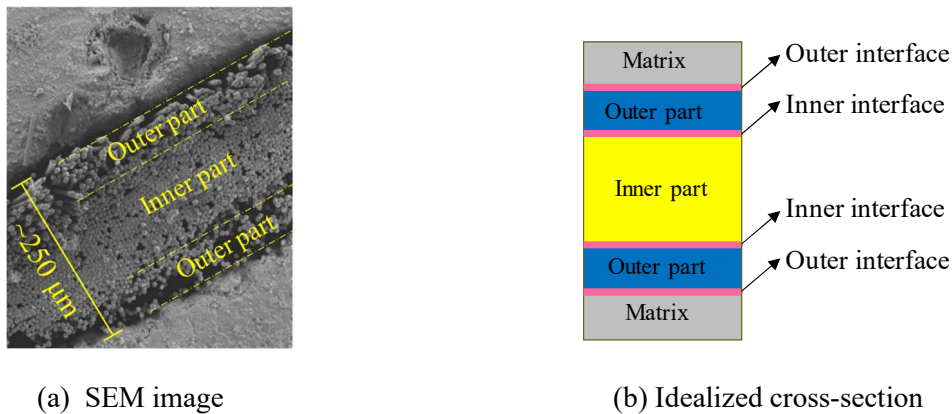 Outer part
Inner part
Outer part
~250 μm
Matrix
Outer interface
Outer part
Inner interface
Inner part
Inner interface
Outer part
Outer interface
Matrix
(a) SEM image
(b) Idealized cross-section